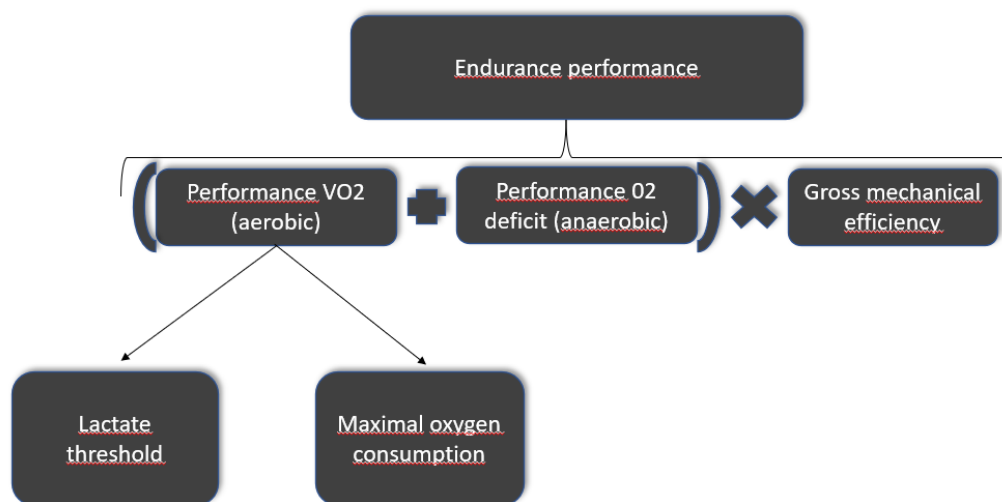 Endurance performance
Performance VO2
(aerobic)
Performance 02
deficit (anaerobic)
Gross mechanical
efficiency
Lactate
threshold
Maximal oxygen
consumption